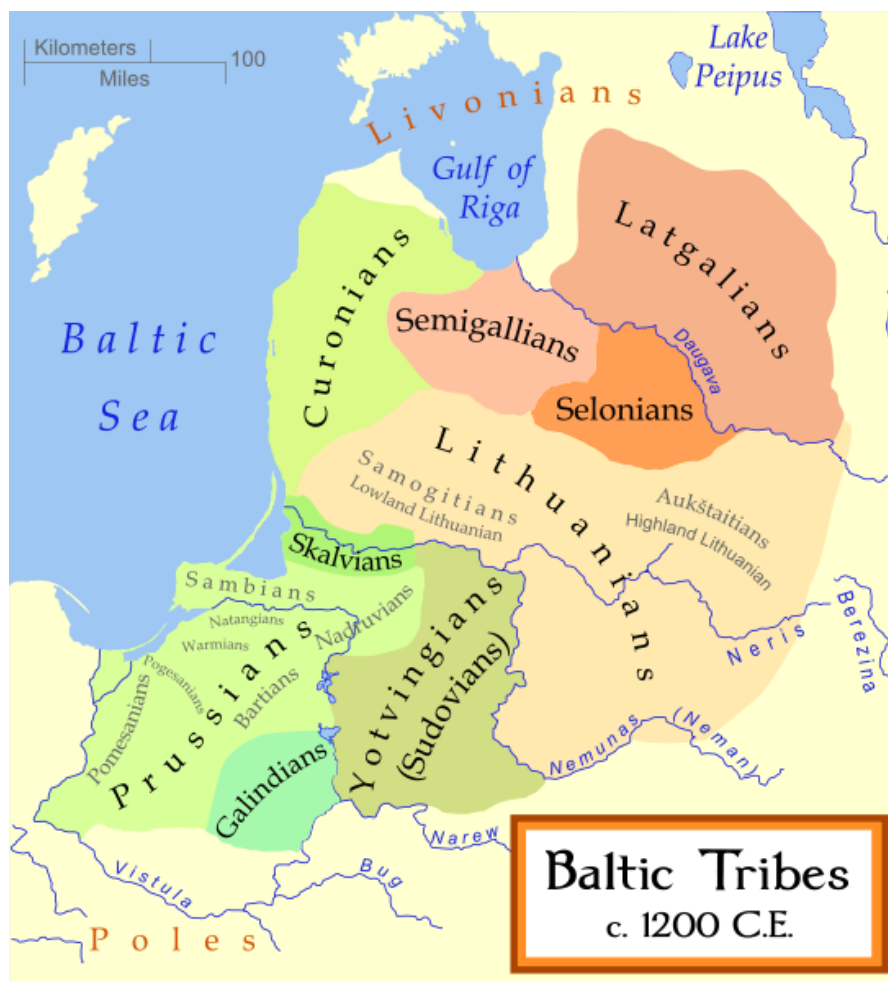 Kilometers
100
Miles
Lake
Peipus
Livonians
Gulf of
Riga
Latgalians
Curonians
Semigallians
Daugava
Baltic
Sea
Selonians
Lithuanians
Samogitians
Lowland Lithuanian
Aukštaitians
Highland Lithuanian
Skalvians
Sambians
Nadruvians
Natangians
Warmians
Pogesanians
Bartians
Pomesanians
Prussians
Yotvingians
(Sudovians)
Galindians
Neris
Berezina
Nemunas (Neman)
Narew
Bug
Vistula
Poles
Baltic Tribes
c. 1200 C.E.